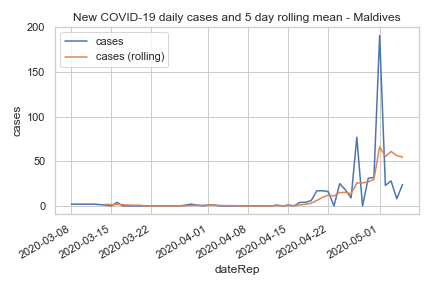 New COVID-19 daily cases and 5 day rolling mean - Maldives
200
150
100
50
0
cases
cases
cases (rolling)
2020-03-08
2020-03-15
2020-03-22
2020-04-01
2020-04-08
2020-04-15
2020-04-22
2020-05-01
dateRep